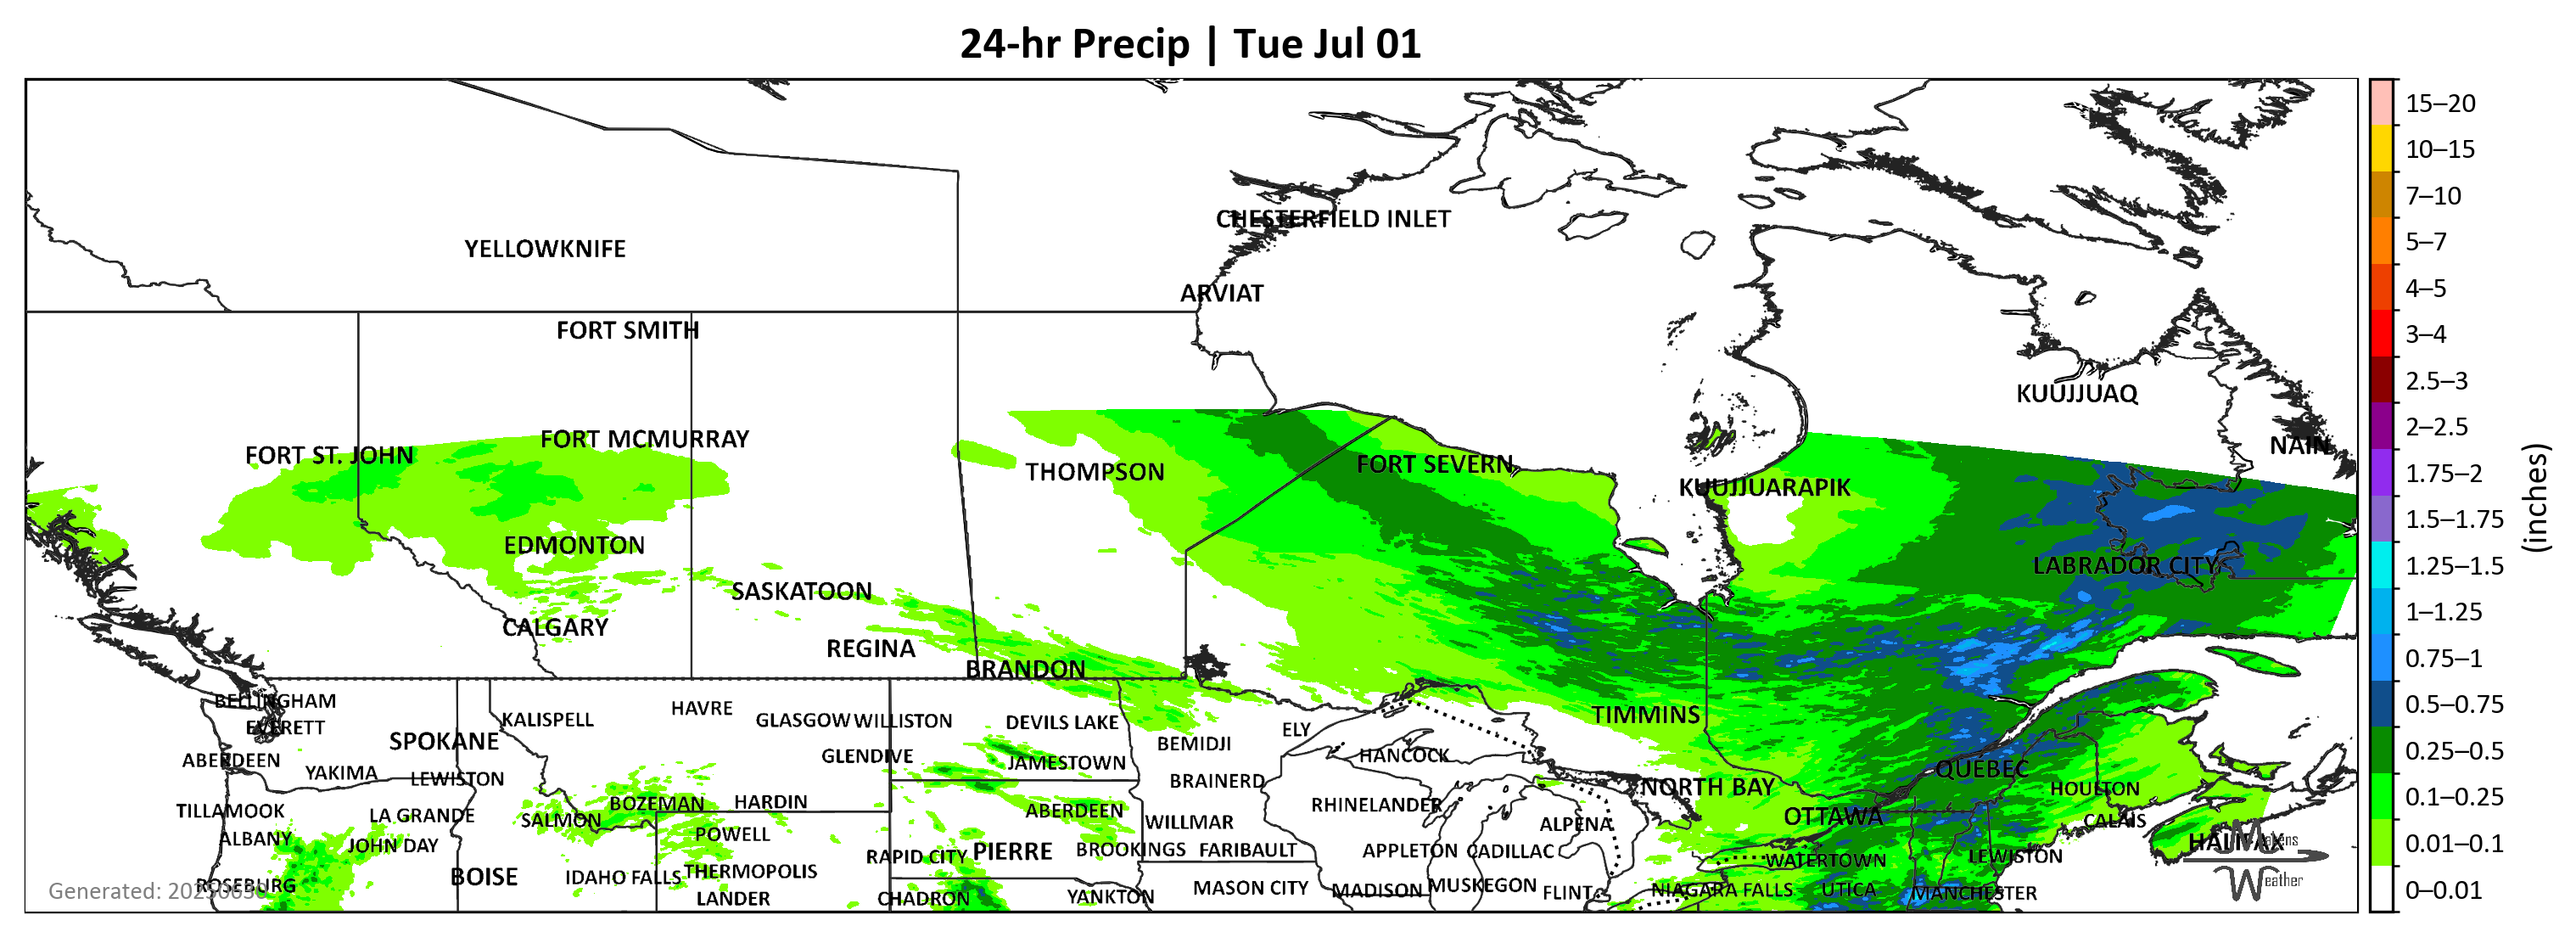 24-hr Precip | Tue Jul 01
CHESTERFIELD INLET
YELLOWKNIFE
ARVIAT
FORT SMITH
KUUJJUAQ
FORT MCMURRAY
NAIN
FORT ST. JOHN
FORT SEVERN
THOMPSON
KUUJJUARAPIK
EDMONTON
LABRADOR CITY
SASKATOON
CALGARY
REGINA
BRANDON
BELLINGHAM
HAVRE
TIMMINS
KALISPELL
GLASGOW WILLISTON
DEVILS LAKE
EVERETT
ELY
SPOKANE
BEMIDJI
HANCOCK
ABERDEEN
GLENDIVE
JAMESTOWN
QUEBEC
YAKIMA
LEWISTON
BRAINERD
NORTH BAY
HOULTON
BOZEMAN
HARDIN
RHINELANDER
TILLAMOOK
LA GRANDE
SALMON
ABERDEEN
WILLMAR
ALPENA
OTTAWA
CALAIS
ALBANY
JOHN DAY
POWELL
BROOKINGS
FARIBAULT
APPLETON
CADILLAC
HALIFAX
RAPID CITY
PIERRE
WATERTOWN
LEWISTON
BOISE
IDAHO FALLS
THERMOPOLIS
ROSEBURG
LANDER
CHADRON
YANKTON
MASON CITY
MADISON
MUSKEGON
FLINT
NIAGARA FALLS
UTICA
MANCHESTER
Generated: 20250630
Weather
15–20
10–15
7–10
5–7
4–5
3–4
2.5–3
2–2.5
1.75–2
1.5–1.75
1.25–1.5
1–1.25
0.75–1
0.5–0.75
0.25–0.5
0.1–0.25
0.01–0.1
0–0.01
(inches)